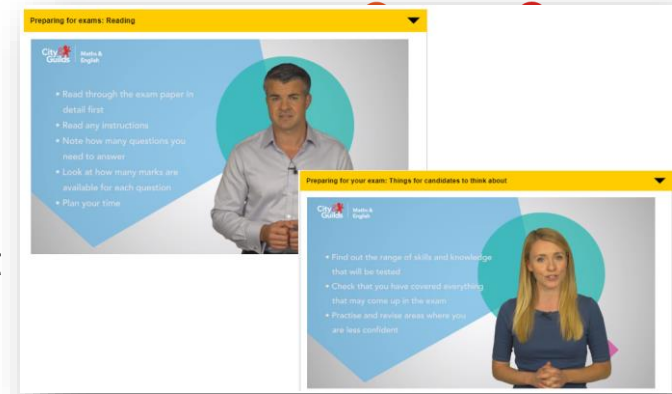 Preparing for exams: Reading
City & Guilds
Maths &
English
• Read through the exam paper in
detail first
• Read any instructions
• Note how many questions you
need to answer
• Look at how many marks are
available for each question
• Plan your time
Preparing for your exam: Things for candidates to think about
City & Guilds
Maths &
English
• Find out the range of skills and knowledge
that will be tested
• Check that you have covered everything
that may come up in the exam
• Practise and revise areas where you
are less confident